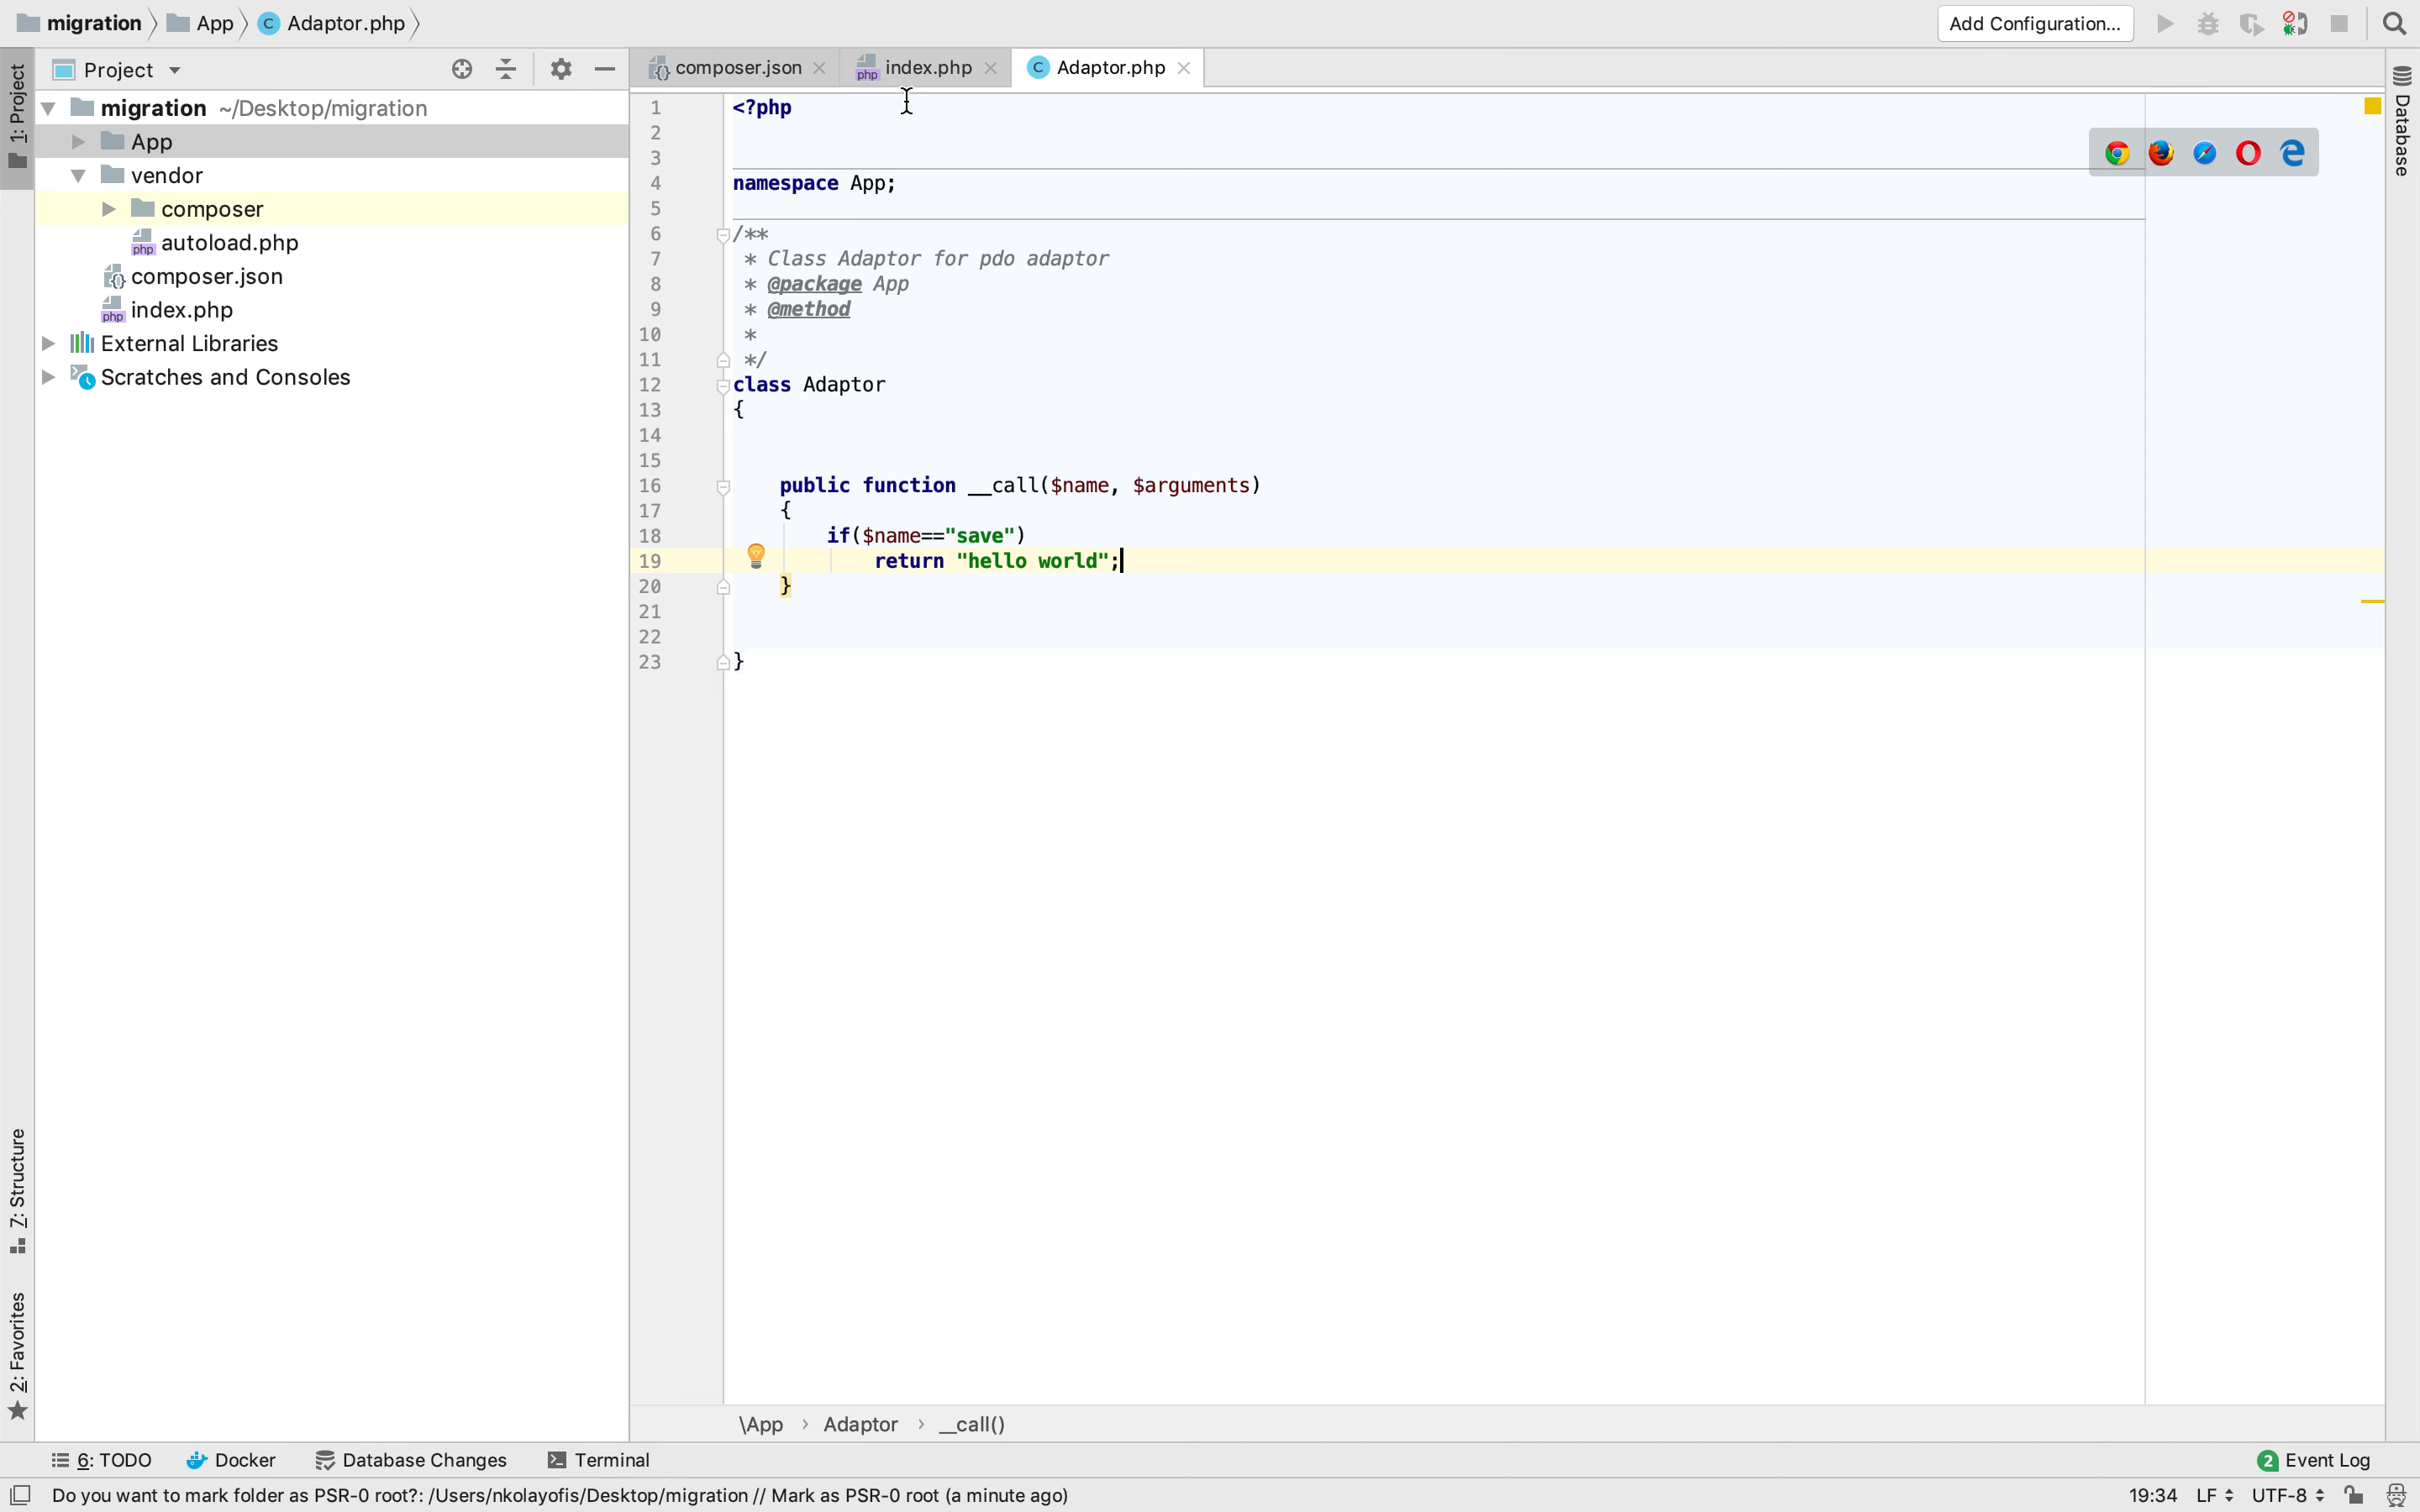 migration App Adaptor.php
Add Configuration...
1: Project
Project
composer.json
index.php
Adaptor.php
Database
migration ~/Desktop/migration
App
vendor
composer
php autoload.php
composer.json
php index.php
External Libraries
Scratches and Consoles
1 <?php
2
3
4 namespace App;
5
6 /**
7 * Class Adaptor for pdo adaptor
8 * @package App
9 * @method
10 *
11 */
12 class Adaptor
13 {
14
15
16 public function __call($name, $arguments)
17 {
18 if($name=="save")
19 return "hello world";
20 }
21
22
23 }
7: Structure
2: Favorites
\App › Adaptor › __call()
6: TODO Docker Database Changes Terminal
2 Event Log
Do you want to mark folder as PSR-0 root?: /Users/nkolayofis/Desktop/migration // Mark as PSR-0 root (a minute ago)
19:34 LF UTF-8